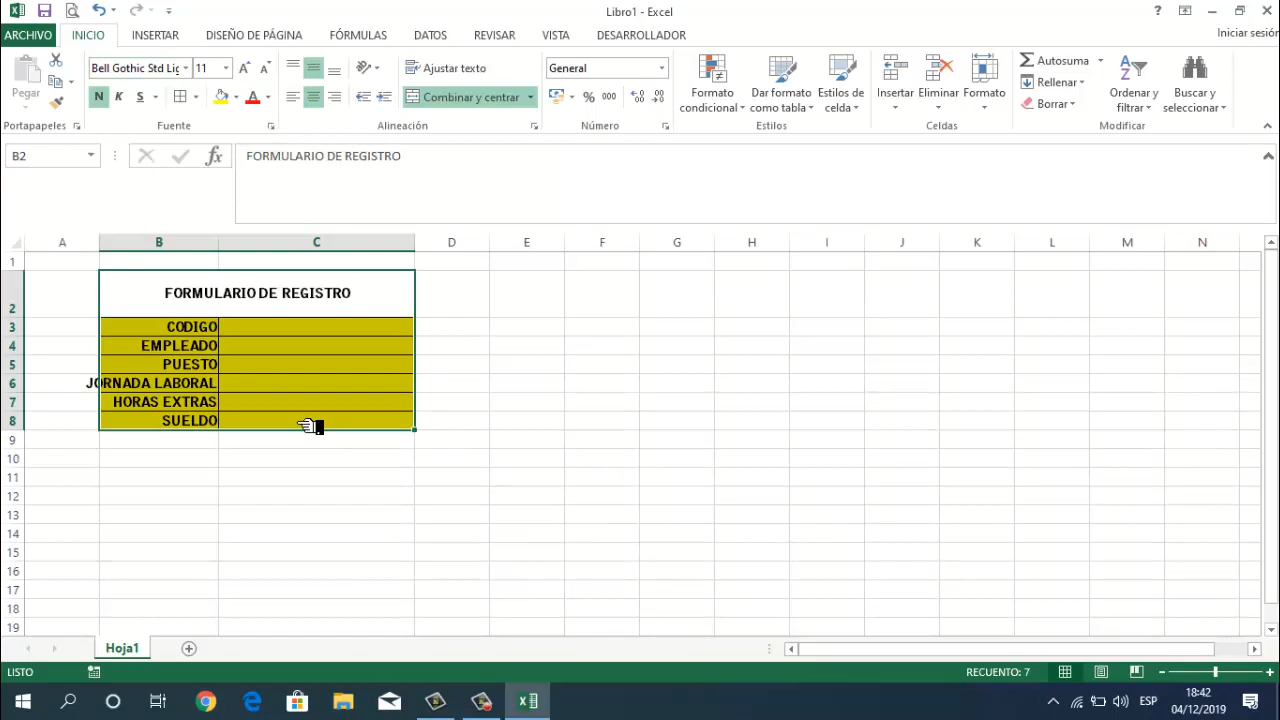 Libro1 - Excel
?
ARCHIVO INICIO INSERTAR DISEÑO DE PÁGINA FÓRMULAS DATOS REVISAR VISTA DESARROLLADOR
Pegar
Portapapeles
Bell Gothic Std Lig 11
N K S
Fuente
Ajustar texto
Combinar y centrar
Alineación
General
% 000
Número
Formato condicional
Dar formato como tabla
Estilos de celda
Estilos
Insertar Eliminar Formato
Celdas
Autosuma
Rellenar
Borrar
Ordenar y filtrar
Buscar y seleccionar
Modificar
B2 fx FORMULARIO DE REGISTRO
A B C D E F G H I J K L M N
1
2 FORMULARIO DE REGISTRO
3 CODIGO
4 EMPLEADO
5 PUESTO
6 JORNADA LABORAL
7 HORAS EXTRAS
8 SUELDO
9
10
11
12
13
14
15
16
17
18
19
Hoja1
LISTO RECUENTO: 7
ESP 18:42
04/12/2019